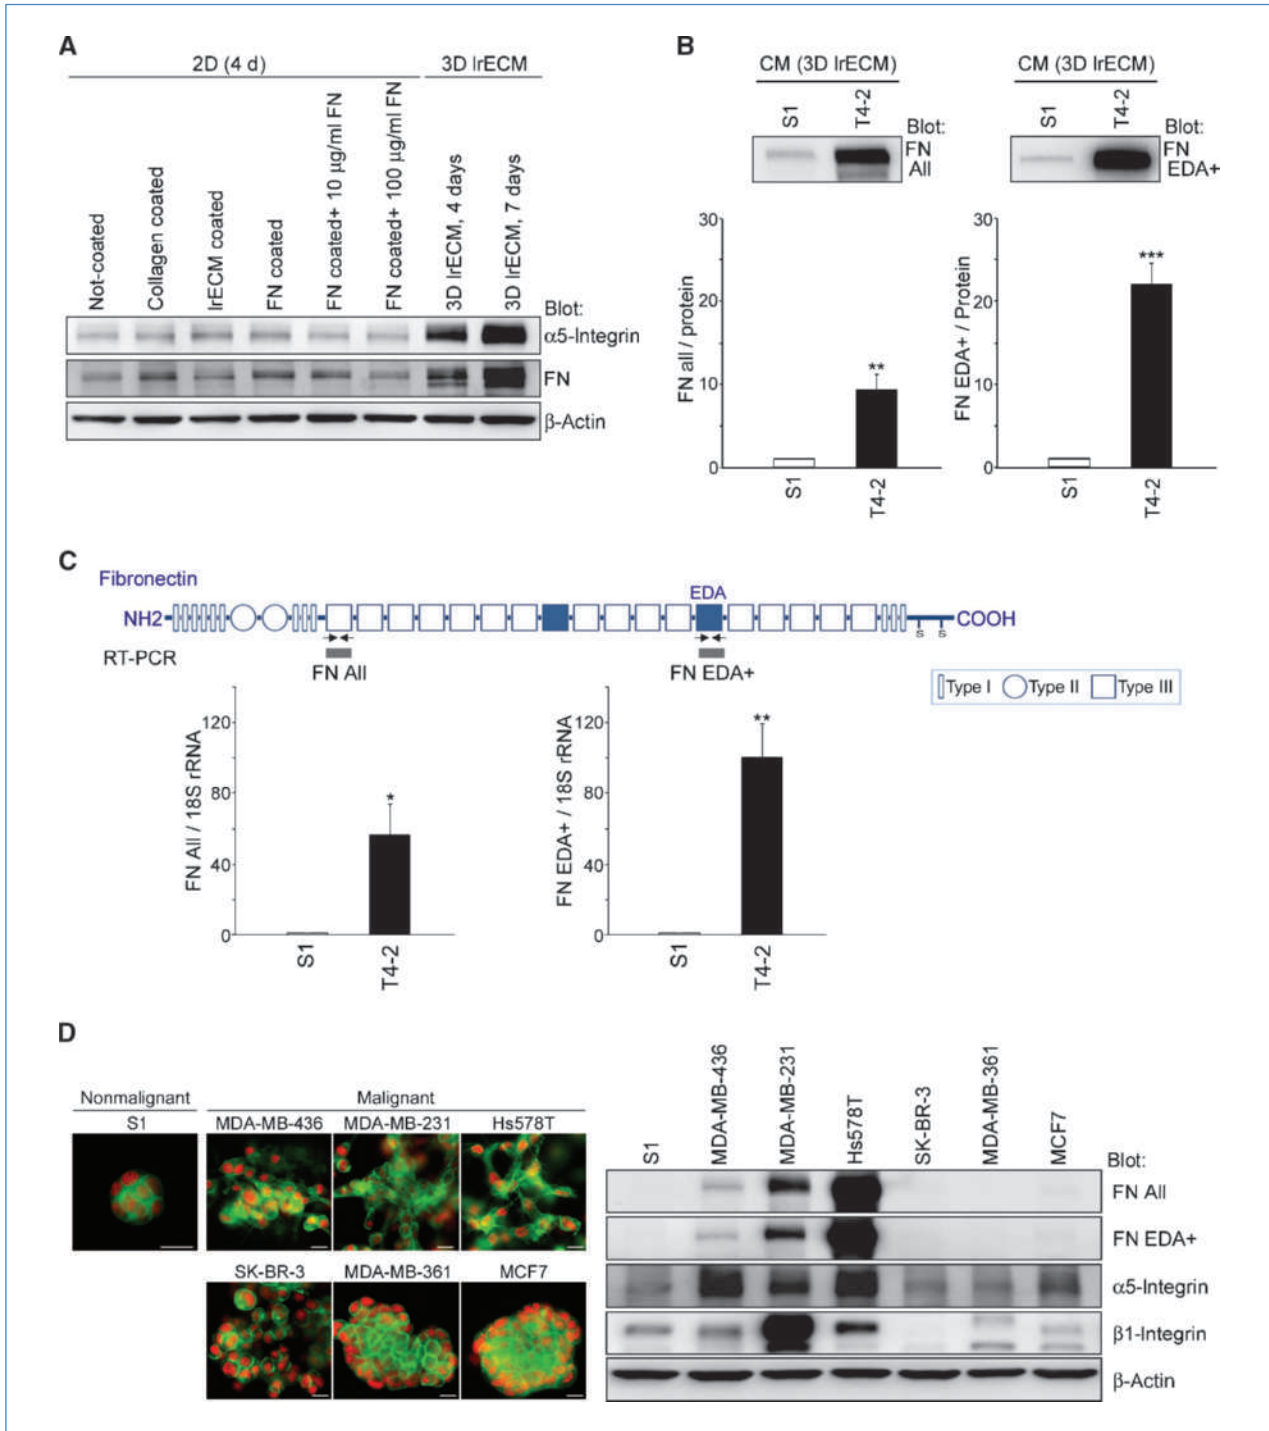 A
2D (4 d)
3D lrECM
Not-coated
Collagen coated
lrECM coated
FN coated
FN coated+ 10 µg/ml FN
FN coated+ 100 µg/ml FN
3D lrECM, 4 days
3D lrECM, 7 days
Blot:
α5-Integrin
FN
β-Actin
B
CM (3D lrECM)
S1
T4-2
Blot:
FN
All
30
20
10
0
FN all / protein
**
S1
T4-2
CM (3D lrECM)
S1
T4-2
Blot:
FN
EDA+
30
20
10
0
FN EDA+ / Protein
***
S1
T4-2
C
Fibronectin
EDA
NH2
COOH
S S
RT-PCR
FN All
FN EDA+
Type I Type II Type III
120
80
40
0
FN All / 18S rRNA
*
S1
T4-2
120
80
40
0
FN EDA+ / 18S rRNA
**
S1
T4-2
D
Nonmalignant
Malignant
S1
MDA-MB-436
MDA-MB-231
Hs578T
SK-BR-3
MDA-MB-361
MCF7
S1
MDA-MB-436
MDA-MB-231
Hs578T
SK-BR-3
MDA-MB-361
MCF7
Blot:
FN All
FN EDA+
α5-Integrin
β1-Integrin
β-Actin